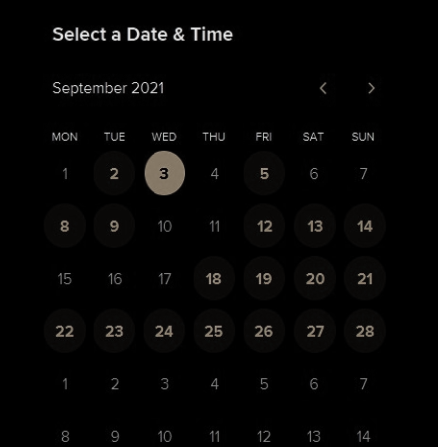 Select a Date & Time
September 2021
MON TUE WED THU FRI SAT SUN
1 2 3 4 5 6 7
8 9 10 11 12 13 14
15 16 17 18 19 20 21
22 23 24 25 26 27 28
1 2 3 4 5 6 7
8 9 10 11 12 13 14